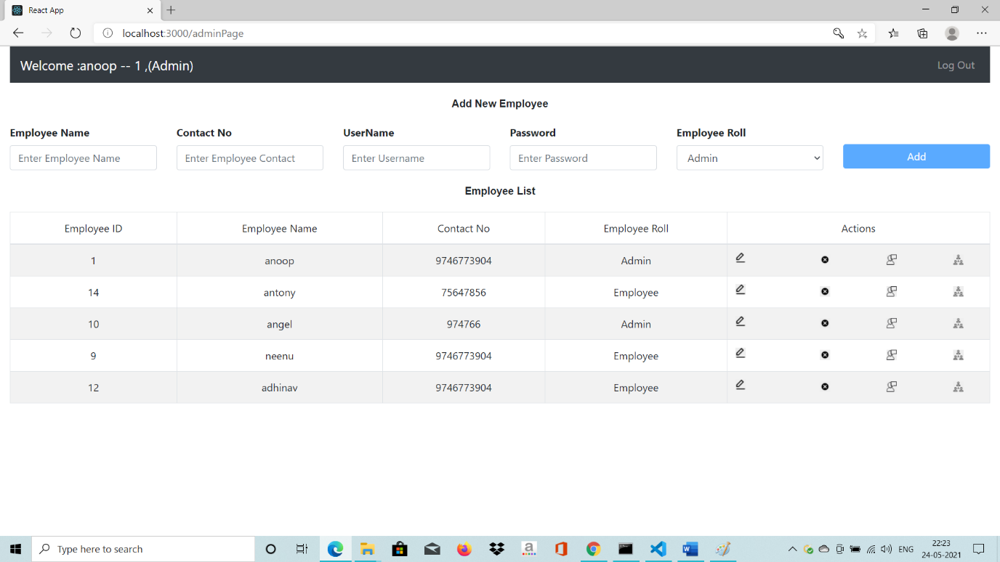 React App
localhost:3000/adminPage
Welcome :anoop -- 1 ,(Admin)
Log Out
Add New Employee
Employee Name Contact No UserName Password Employee Roll
Enter Employee Name Enter Employee Contact Enter Username Enter Password Admin Add
Employee List
Employee ID Employee Name Contact No Employee Roll Actions
1 anoop 9746773904 Admin
14 antony 75647856 Employee
10 angel 974766 Admin
9 neenu 9746773904 Employee
12 adhinav 9746773904 Employee
Type here to search
a
ENG
22:23
24-05-2021